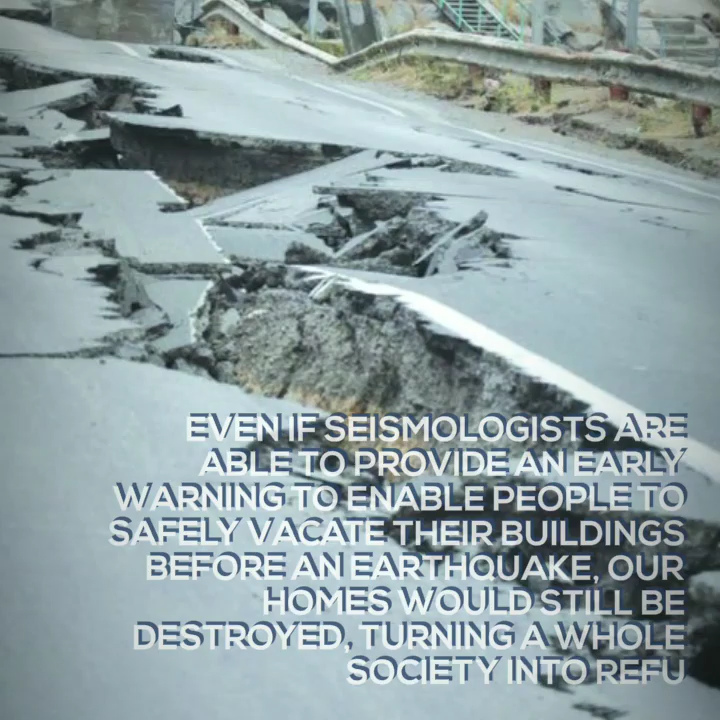 EVEN IF SEISMOLOGISTS ARE
ABLE TO PROVIDE AN EARLY
WARNING TO ENABLE PEOPLE TO
SAFELY VACATE THEIR BUILDINGS
BEFORE AN EARTHQUAKE, OUR
HOMES WOULD STILL BE
DESTROYED, TURNING A WHOLE
SOCIETY INTO REFU